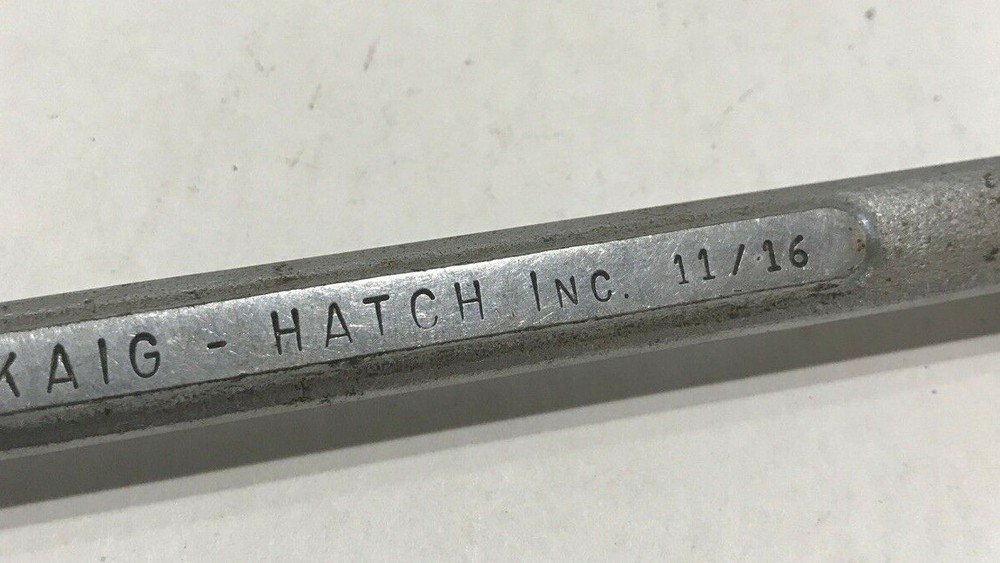 KAIG - HATCH INC. 11/16